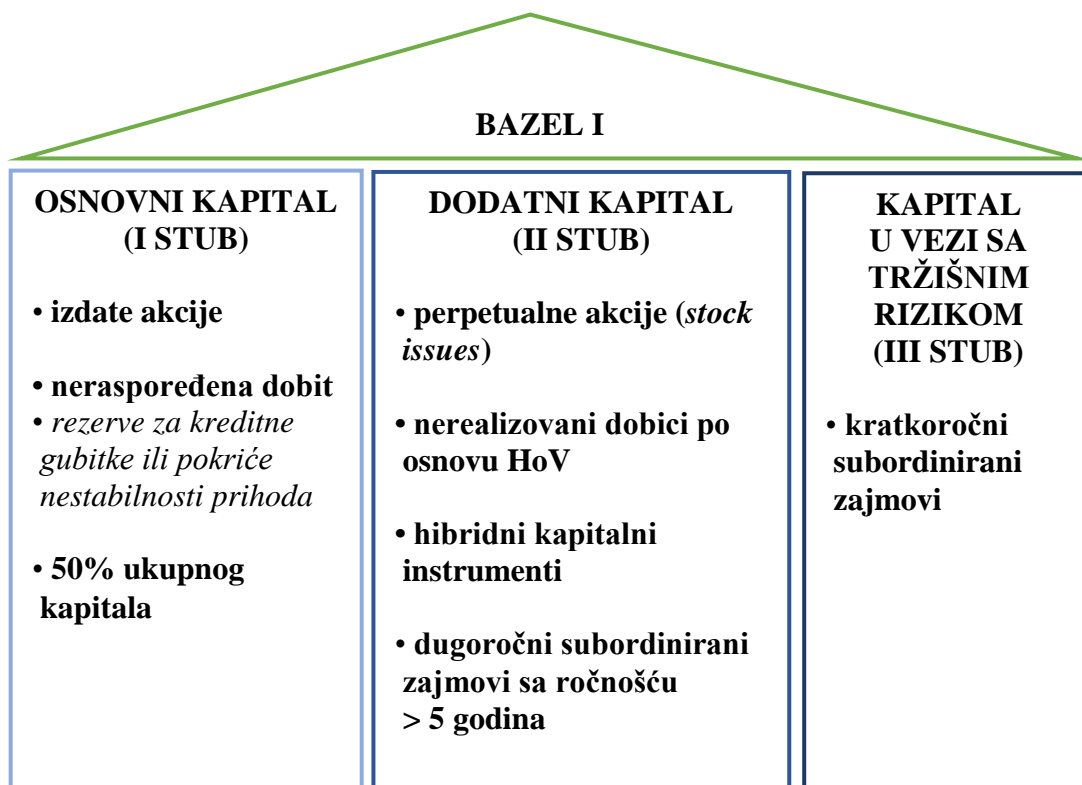 BAZEL I
OSNOVNI KAPITAL
(I STUB)
• izdate akcije
• neraspoređena dobit
• rezerve za kreditne
gubitke ili pokriće
nestabilnosti prihoda
• 50% ukupnog
kapitala
DODATNI KAPITAL
(II STUB)
• perpetualne akcije (stock
issues)
• nerealizovani dobici po
osnovu HoV
• hibridni kapitalni
instrumenti
• dugoročni subordinirani
zajmovi sa ročnošću
> 5 godina
KAPITAL
U VEZI SA
TRŽIŠNIM
RIZIKOM
(III STUB)
• kratkoročni
subordinirani
zajmovi